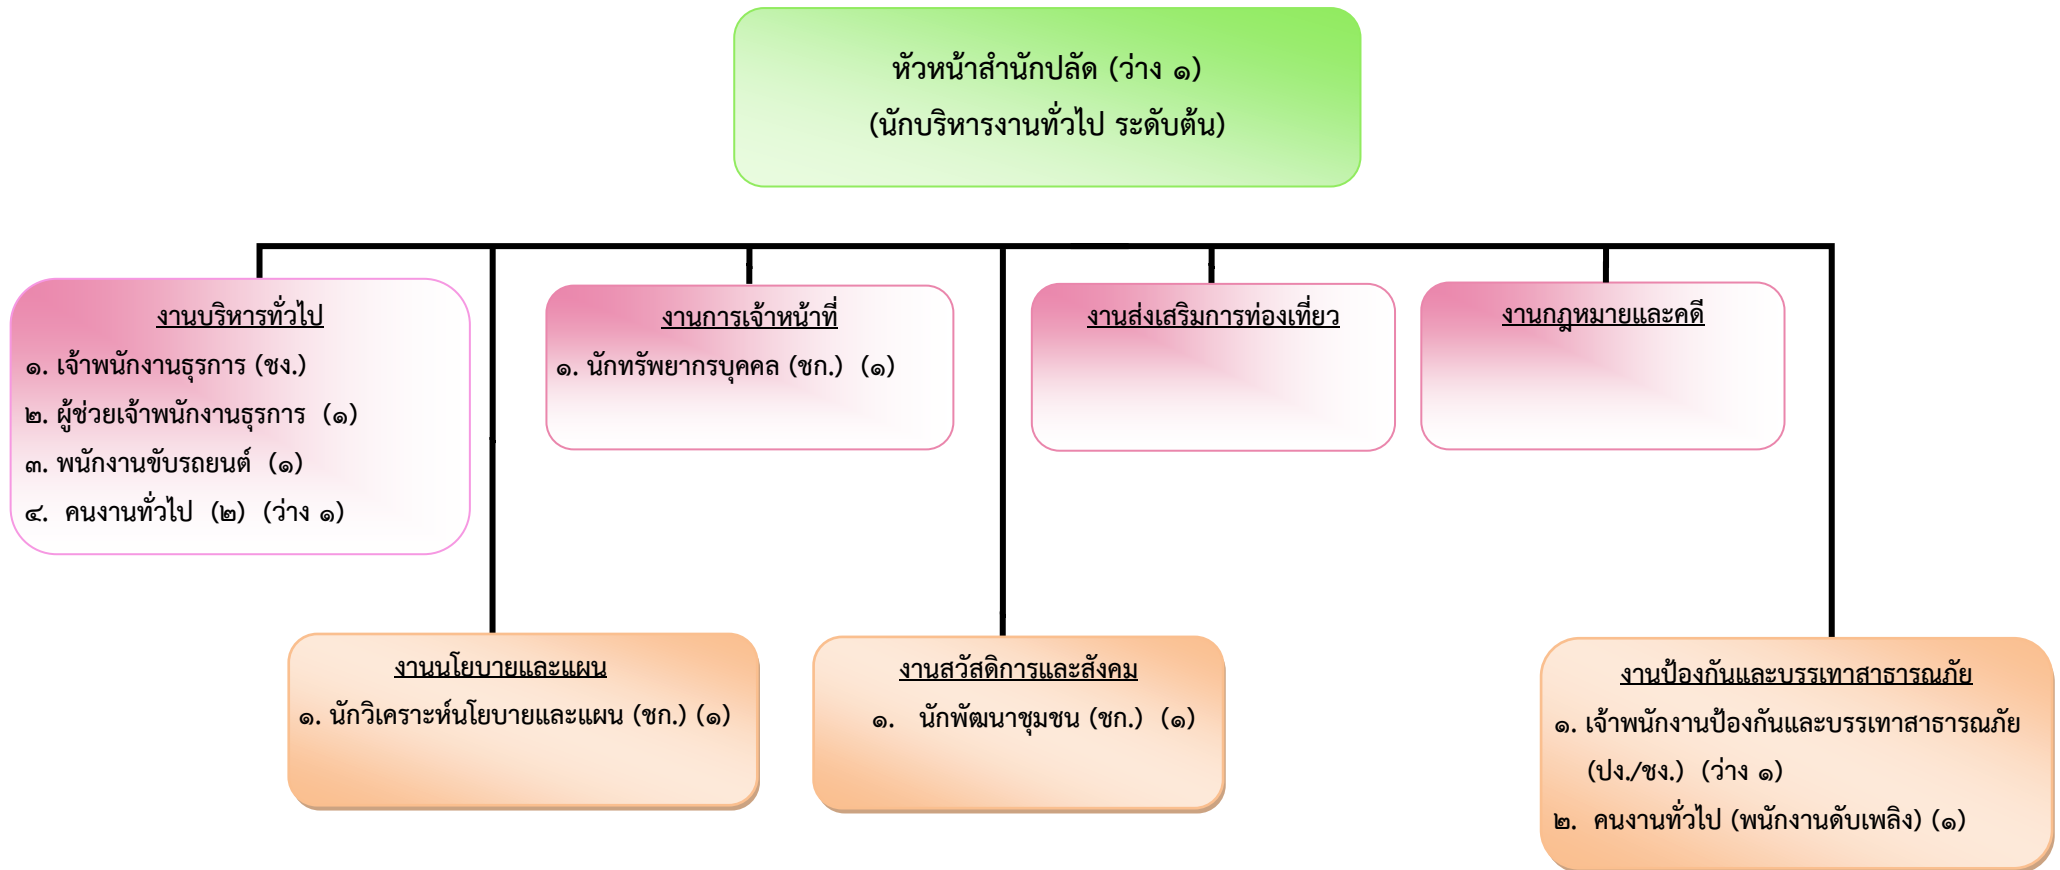 หัวหน้าสำนักปลัด (ว่าง ๑)
(นักบริหารงานทั่วไป ระดับต้น)
งานบริหารทั่วไป
๑. เจ้าพนักงานธุรการ (ชง.)
๒. ผู้ช่วยเจ้าพนักงานธุรการ (๑)
๓. พนักงานขับรถยนต์ (๑)
๔. คนงานทั่วไป (๒) (ว่าง ๑)
งานการเจ้าหน้าที่
๑. นักทรัพยากรบุคคล (ชก.) (๑)
งานส่งเสริมการท่องเที่ยว
งานกฎหมายและคดี
งานนโยบายและแผน
๑. นักวิเคราะห์นโยบายและแผน (ชก.) (๑)
งานสวัสดิการและสังคม
๑. นักพัฒนาชุมชน (ชก.) (๑)
งานป้องกันและบรรเทาสาธารณภัย
๑. เจ้าพนักงานป้องกันและบรรเทาสาธารณภัย
(ปง./ชง.) (ว่าง ๑)
๒. คนงานทั่วไป (พนักงานดับเพลิง) (๑)